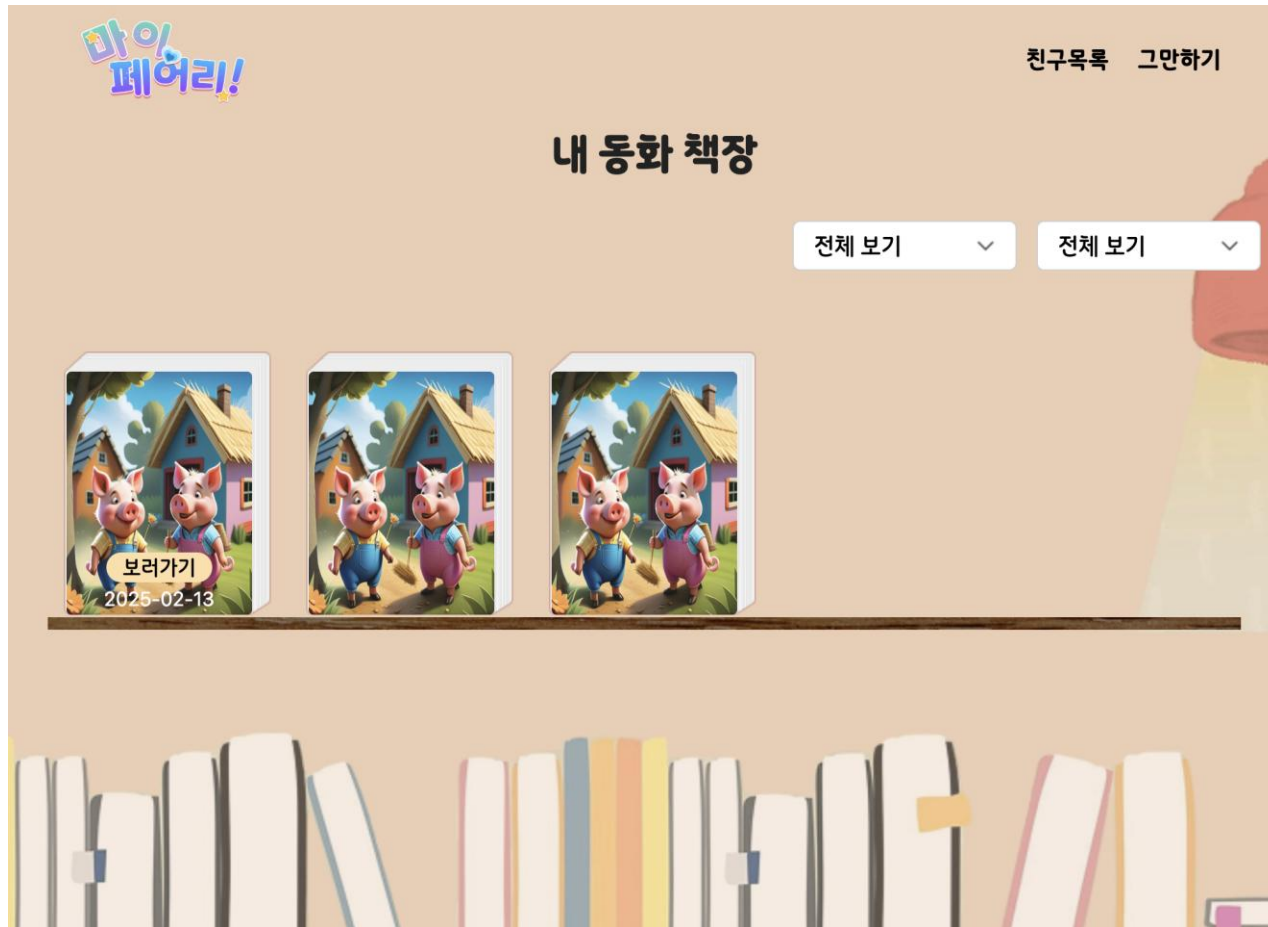 마이
페어리!
친구목록 그만하기
내 동화 책장
전체 보기 전체 보기
보러가기
2025-02-13